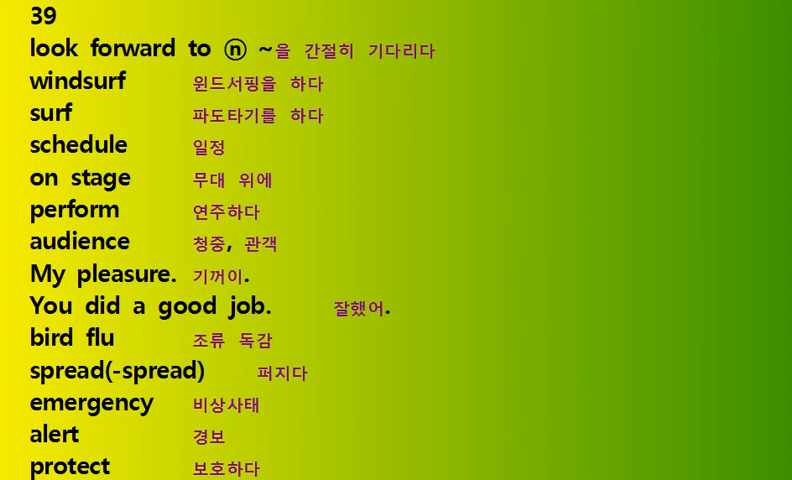 39
look forward to ⓝ ~을 간절히 기다리다
windsurf 윈드서핑을 하다
surf 파도타기를 하다
schedule 일정
on stage 무대 위에
perform 연주하다
audience 청중, 관객
My pleasure. 기꺼이.
You did a good job. 잘했어.
bird flu 조류 독감
spread(-spread) 퍼지다
emergency 비상사태
alert 경보
protect 보호하다